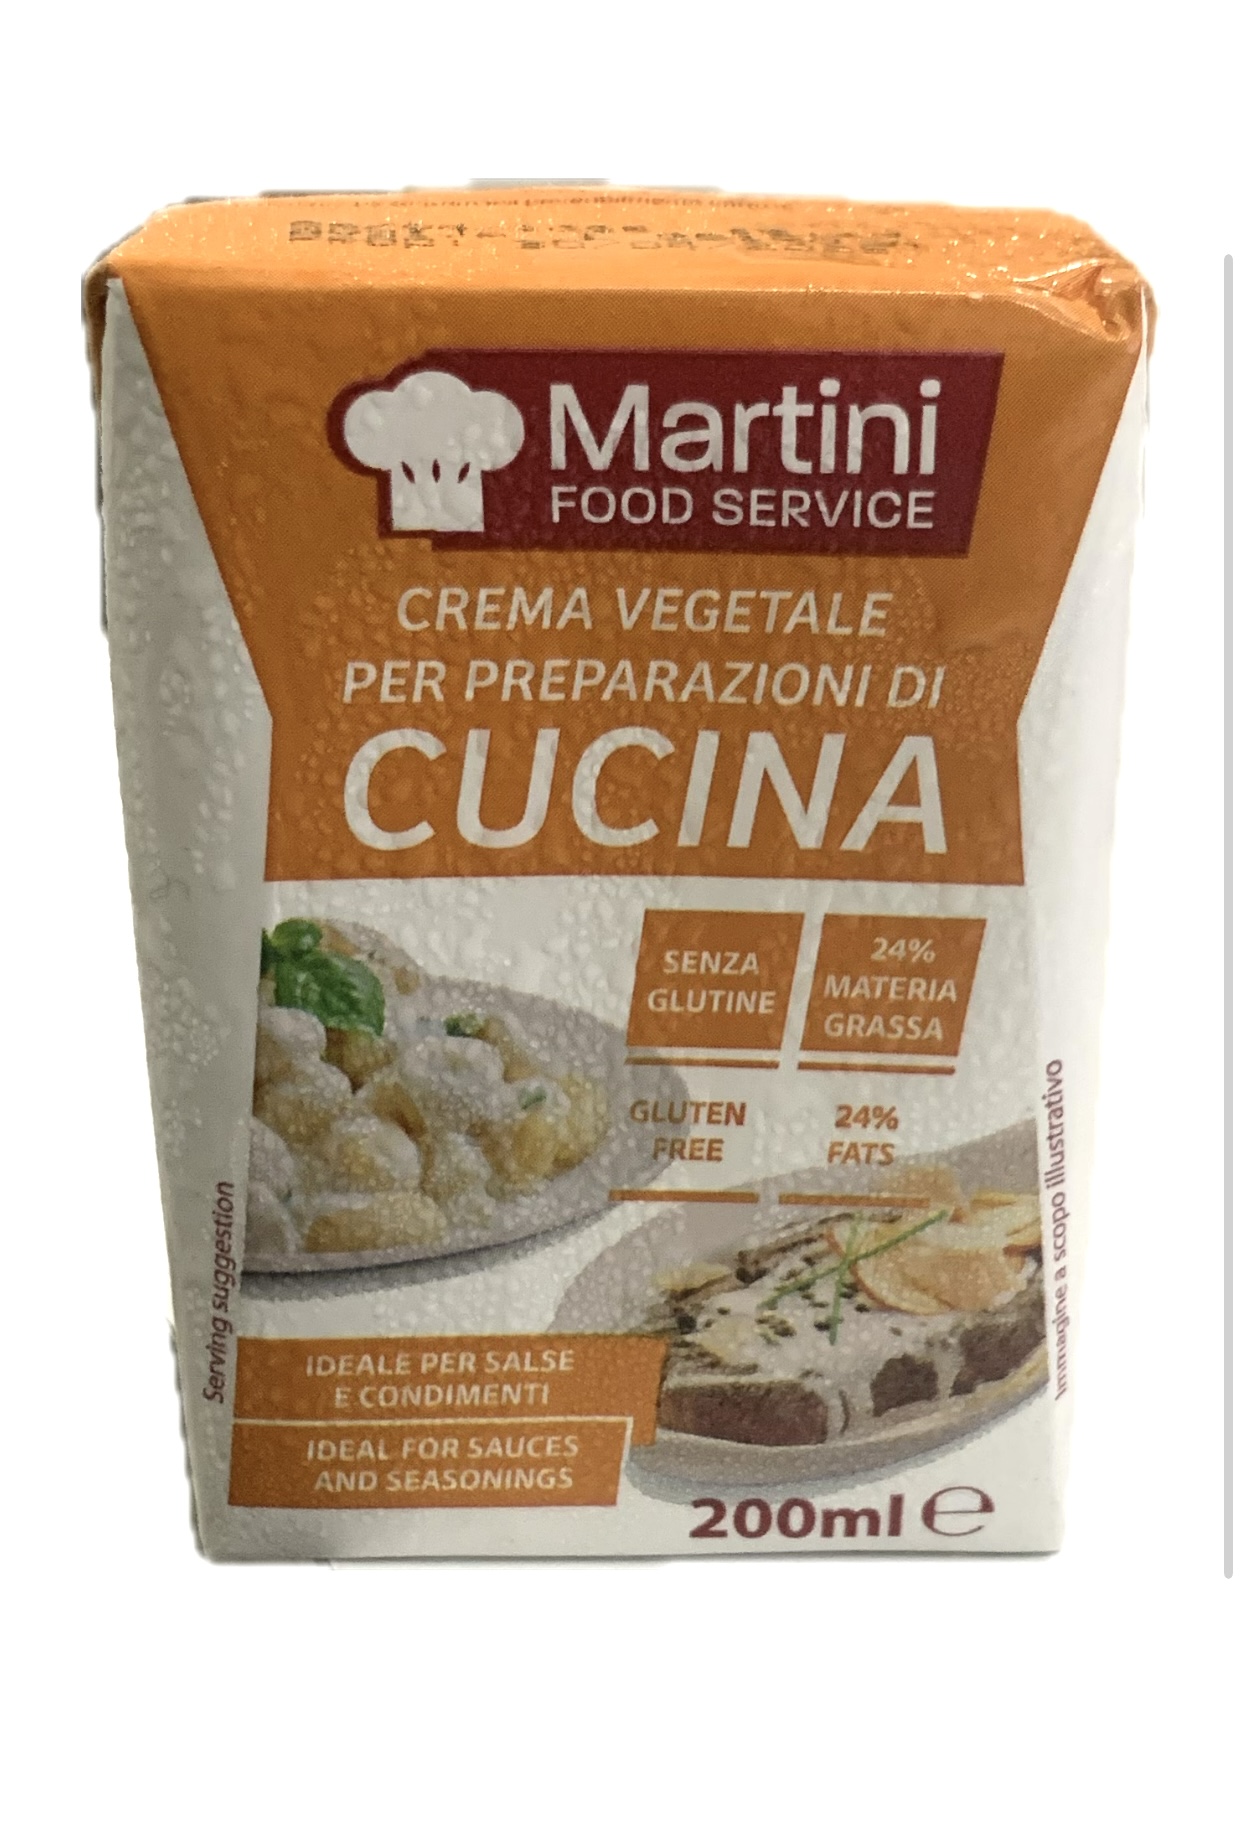 Martini
FOOD SERVICE
CREMA VEGETALE
PER PREPARAZIONI DI
CUCINA
SENZA
GLUTINE
24%
MATERIA
GRASSA
GLUTEN
FREE
24%
FATS
Serving suggestion
Immagine a scopo illustrativo
IDEALE PER SALSE
E CONDIMENTI
IDEAL FOR SAUCES
AND SEASONINGS
200ml e